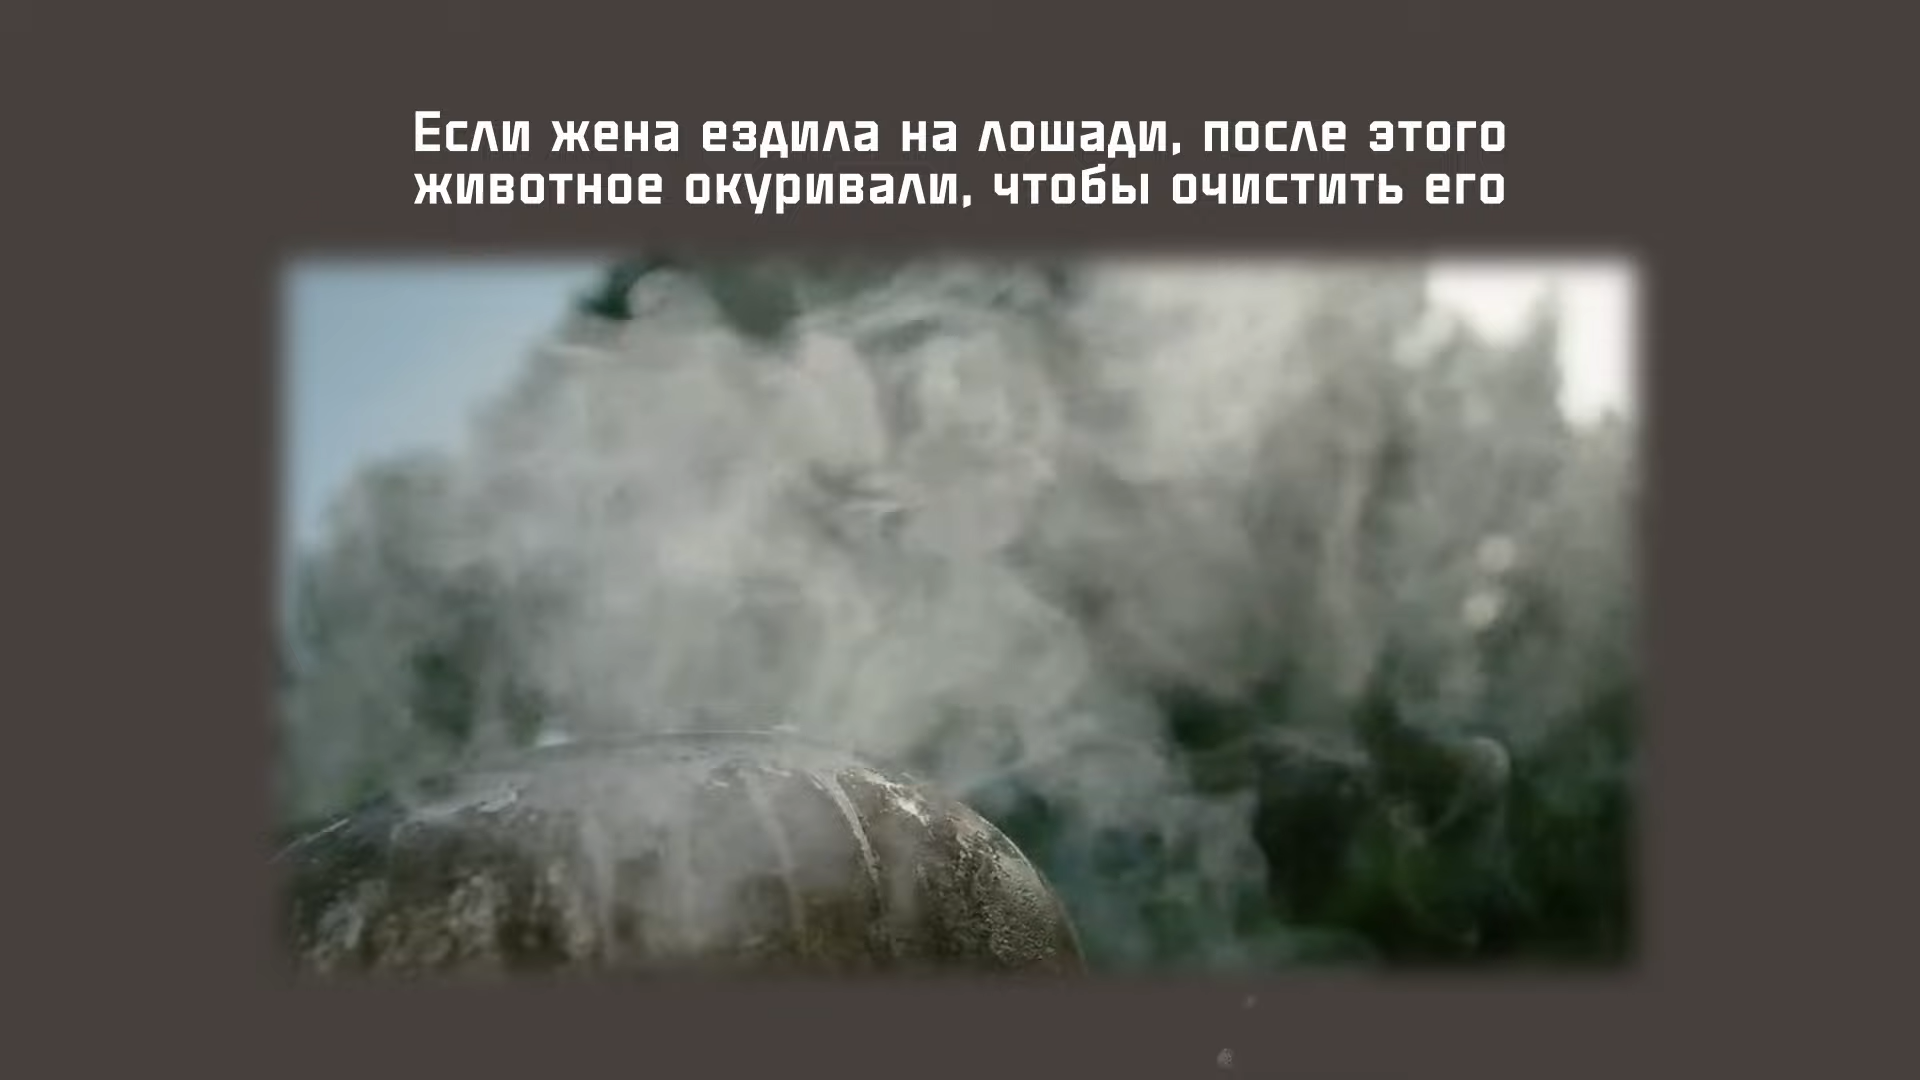 Если жена ездила на лошади, после этого
животное окуривали, чтобы очистить его